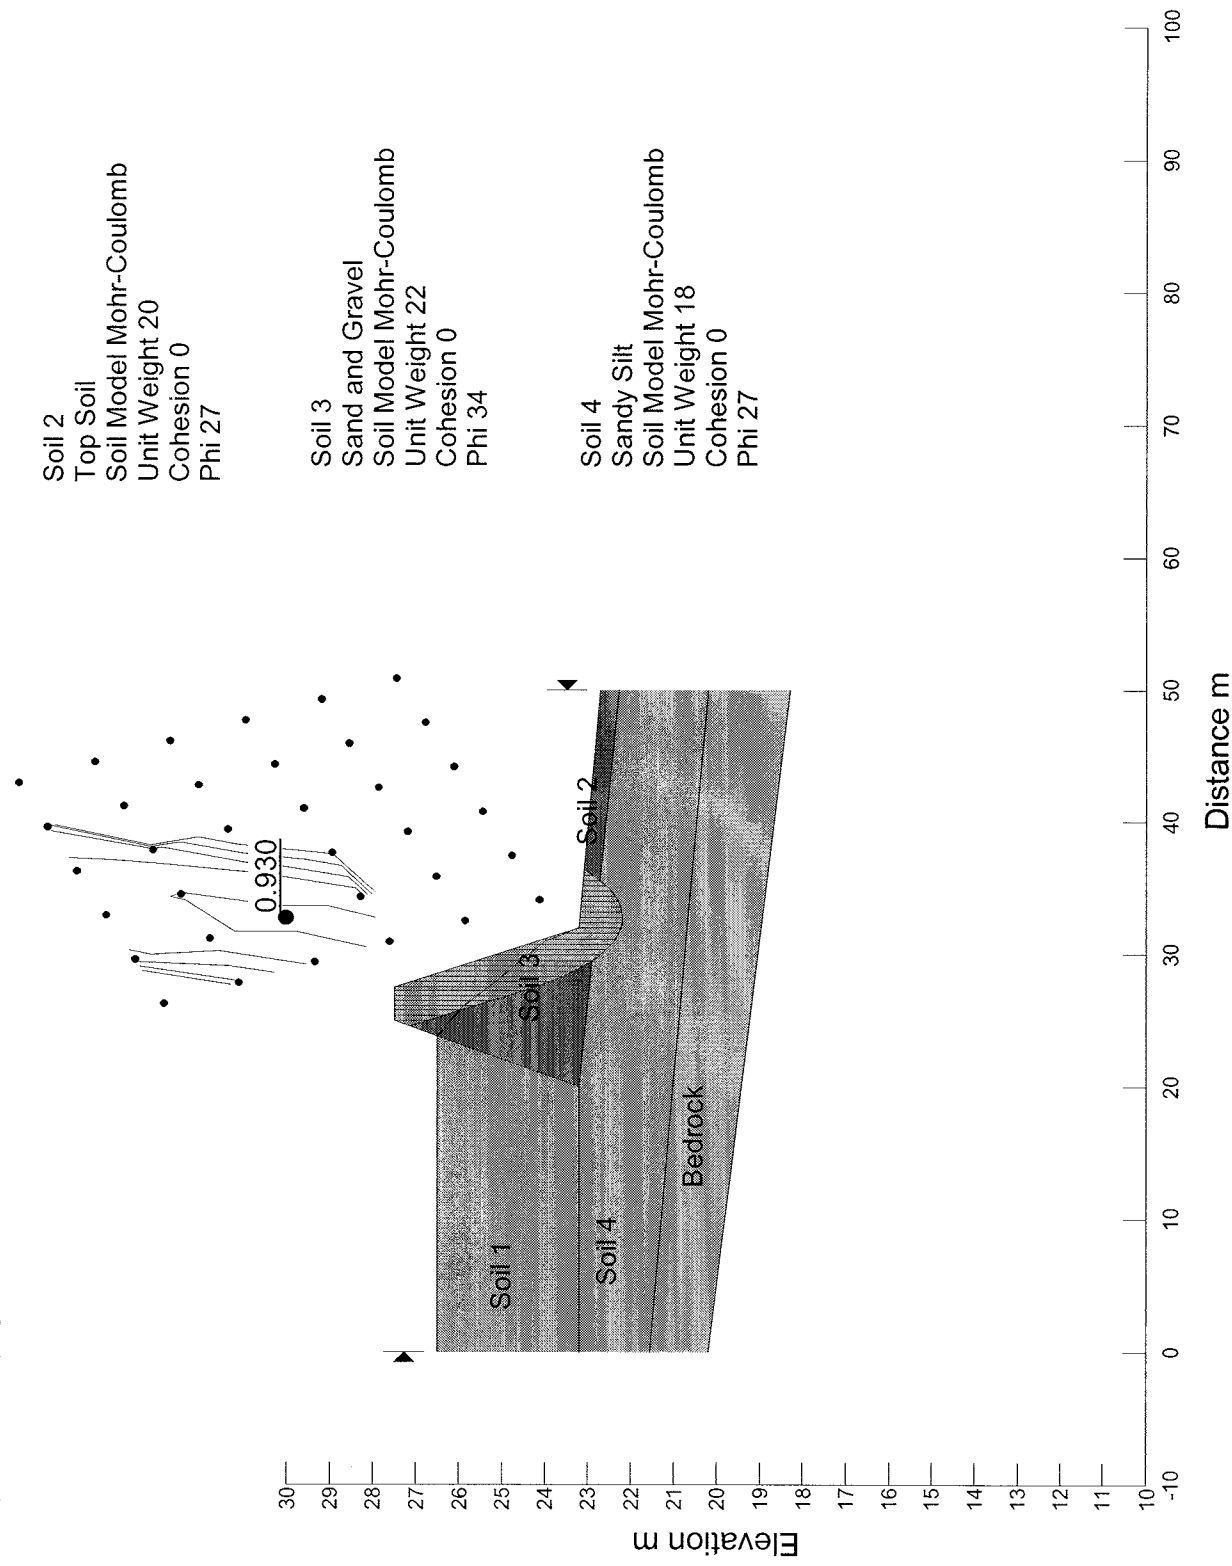 Soil 2
Top Soil
Soil Model Mohr-Coulomb
Unit Weight 20
Cohesion 0
Phi 27
Soil 3
Sand and Gravel
Soil Model Mohr-Coulomb
Unit Weight 22
Cohesion 0
Phi 34
Soil 4
Sandy Silt
Soil Model Mohr-Coulomb
Unit Weight 18
Cohesion 0
Phi 27
0.930
Soil 1
Soil 3
Soil 2
Soil 4
Bedrock
Elevation m
30
29
28
27
26
25
24
23
22
21
20
19
18
17
16
15
14
13
12
11
10
-10
0
10
20
30
40
50
60
70
80
90
100
Distance m